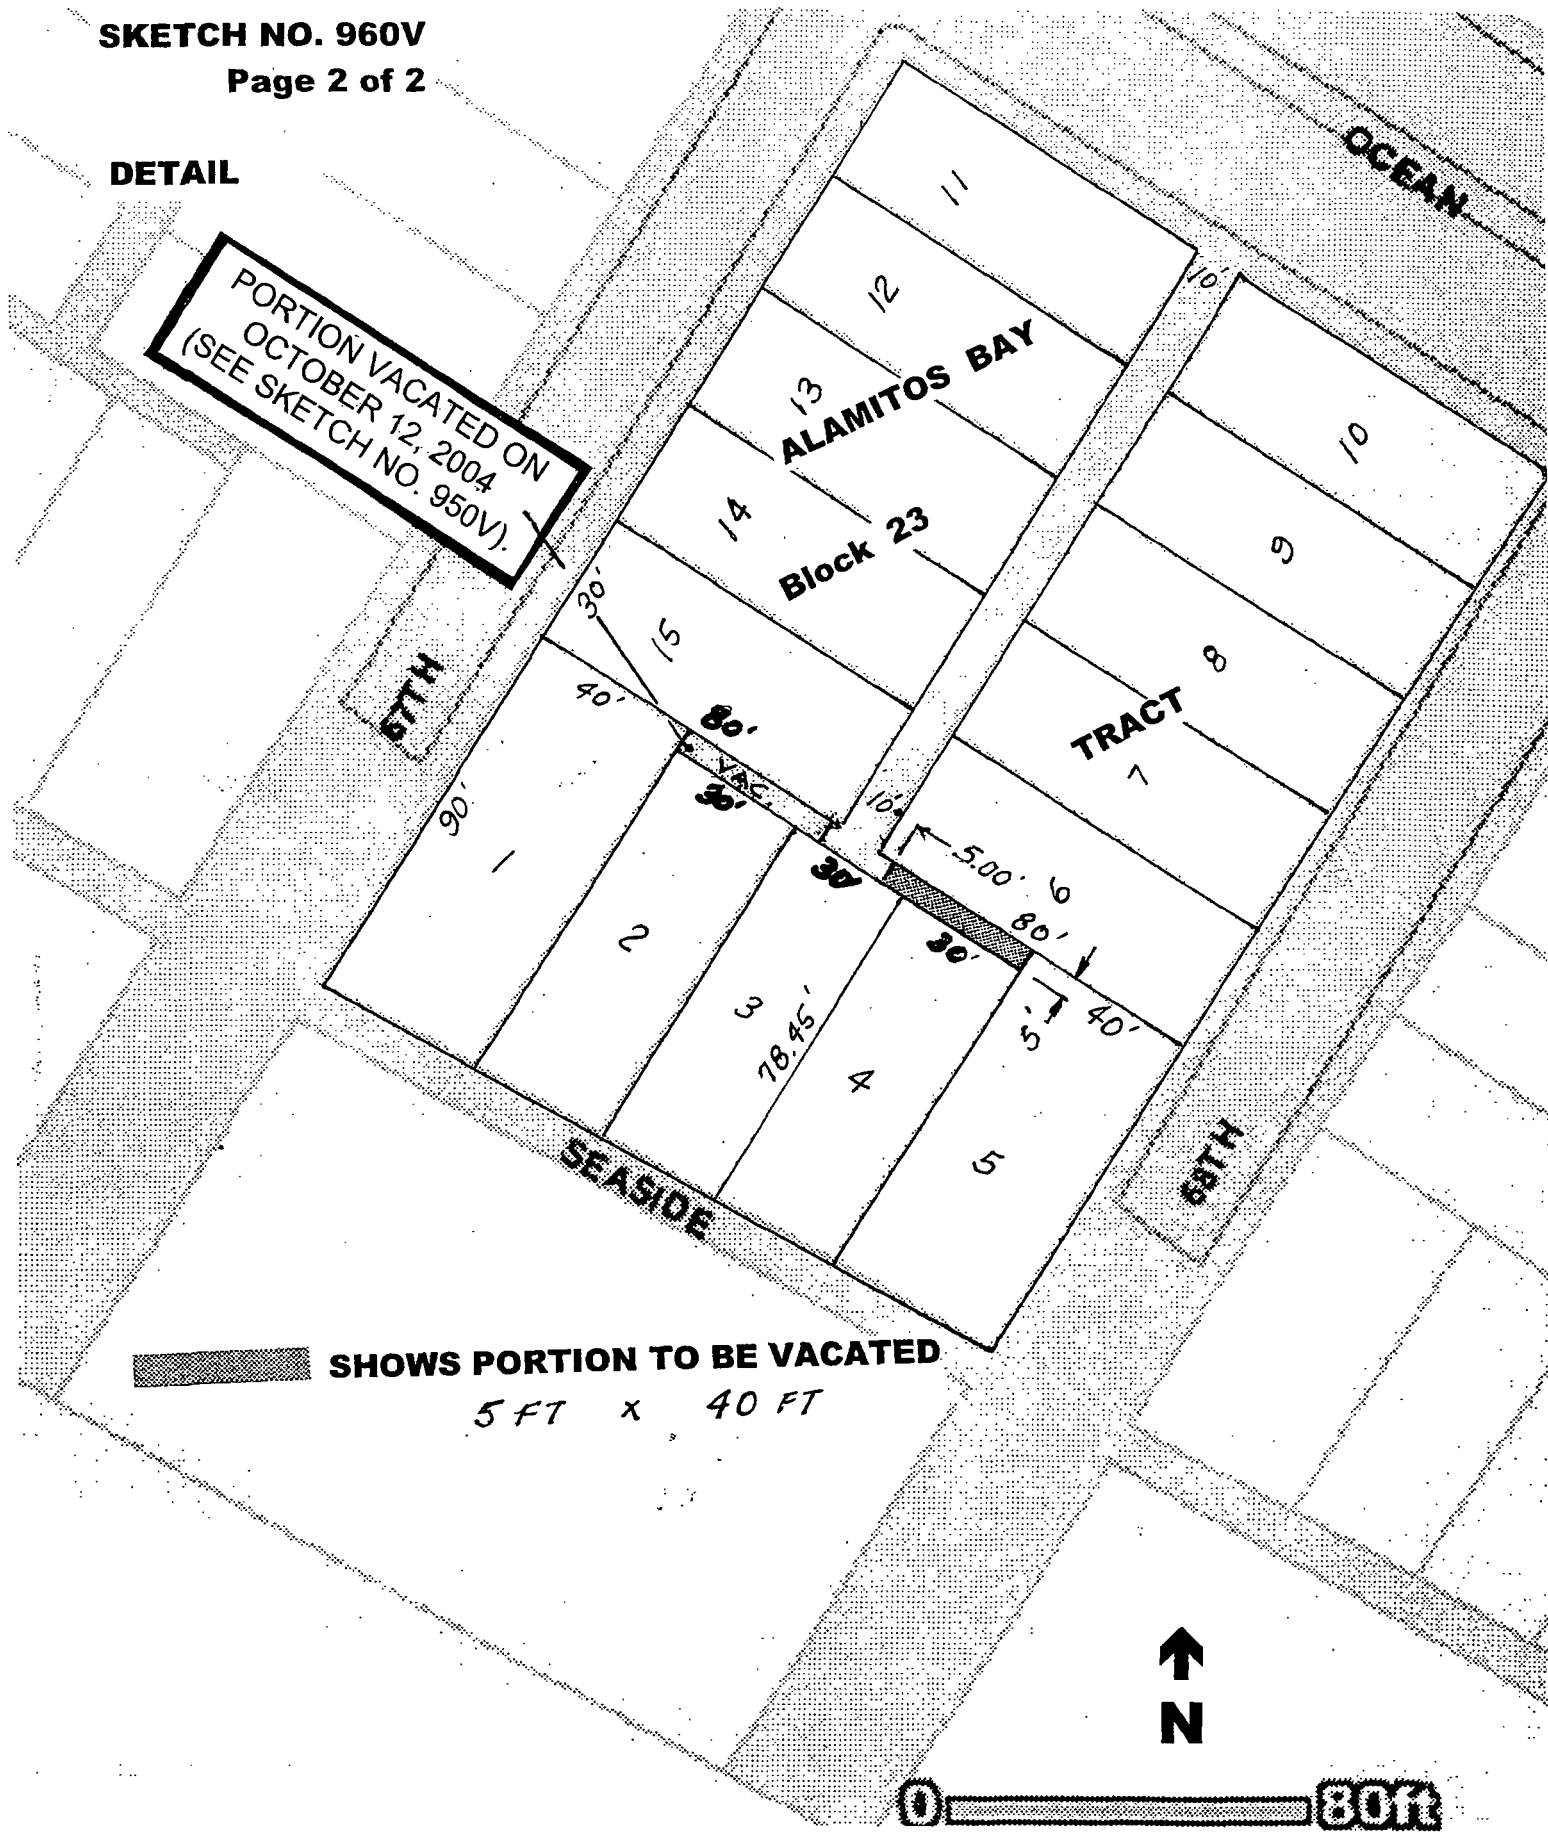 SKETCH NO. 960V
Page 2 of 2
DETAIL
OCEAN
PORTION VACATED ON
OCTOBER 12, 2004
(SEE SKETCH NO. 950V).
11
12
13
14
15
10'
10
9
8
7
6
ALAMITOS BAY
Block 23
TRACT
30'
67TH
40'
80'
VAC.
30'
10'
90'
5.00'
30'
80'
30'
40'
5'
1
2
3
78.45'
4
5
SEASIDE
68TH
SHOWS PORTION TO BE VACATED
5 FT x 40 FT
N
0 80ft